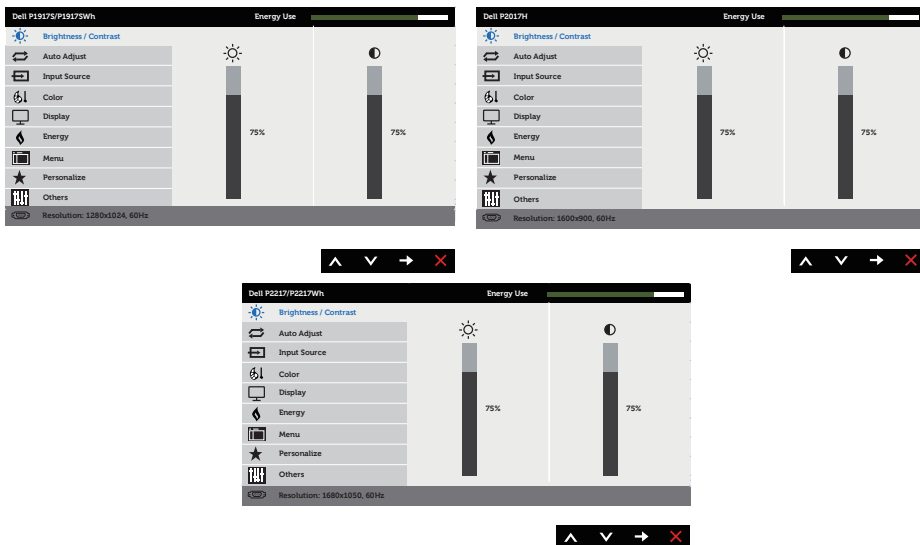 Dell P1917S/P1917SWh Energy Use
Brightness / Contrast
Auto Adjust
Input Source
Color
Display
Energy
75% 75%
Menu
Personalize
Others
Resolution: 1280x1024, 60Hz
Dell P2017H Energy Use
Brightness / Contrast
Auto Adjust
Input Source
Color
Display
Energy
75% 75%
Menu
Personalize
Others
Resolution: 1600x900, 60Hz
Dell P2217/P2217Wh Energy Use
Brightness / Contrast
Auto Adjust
Input Source
Color
Display
Energy
75% 75%
Menu
Personalize
Others
Resolution: 1680x1050, 60Hz